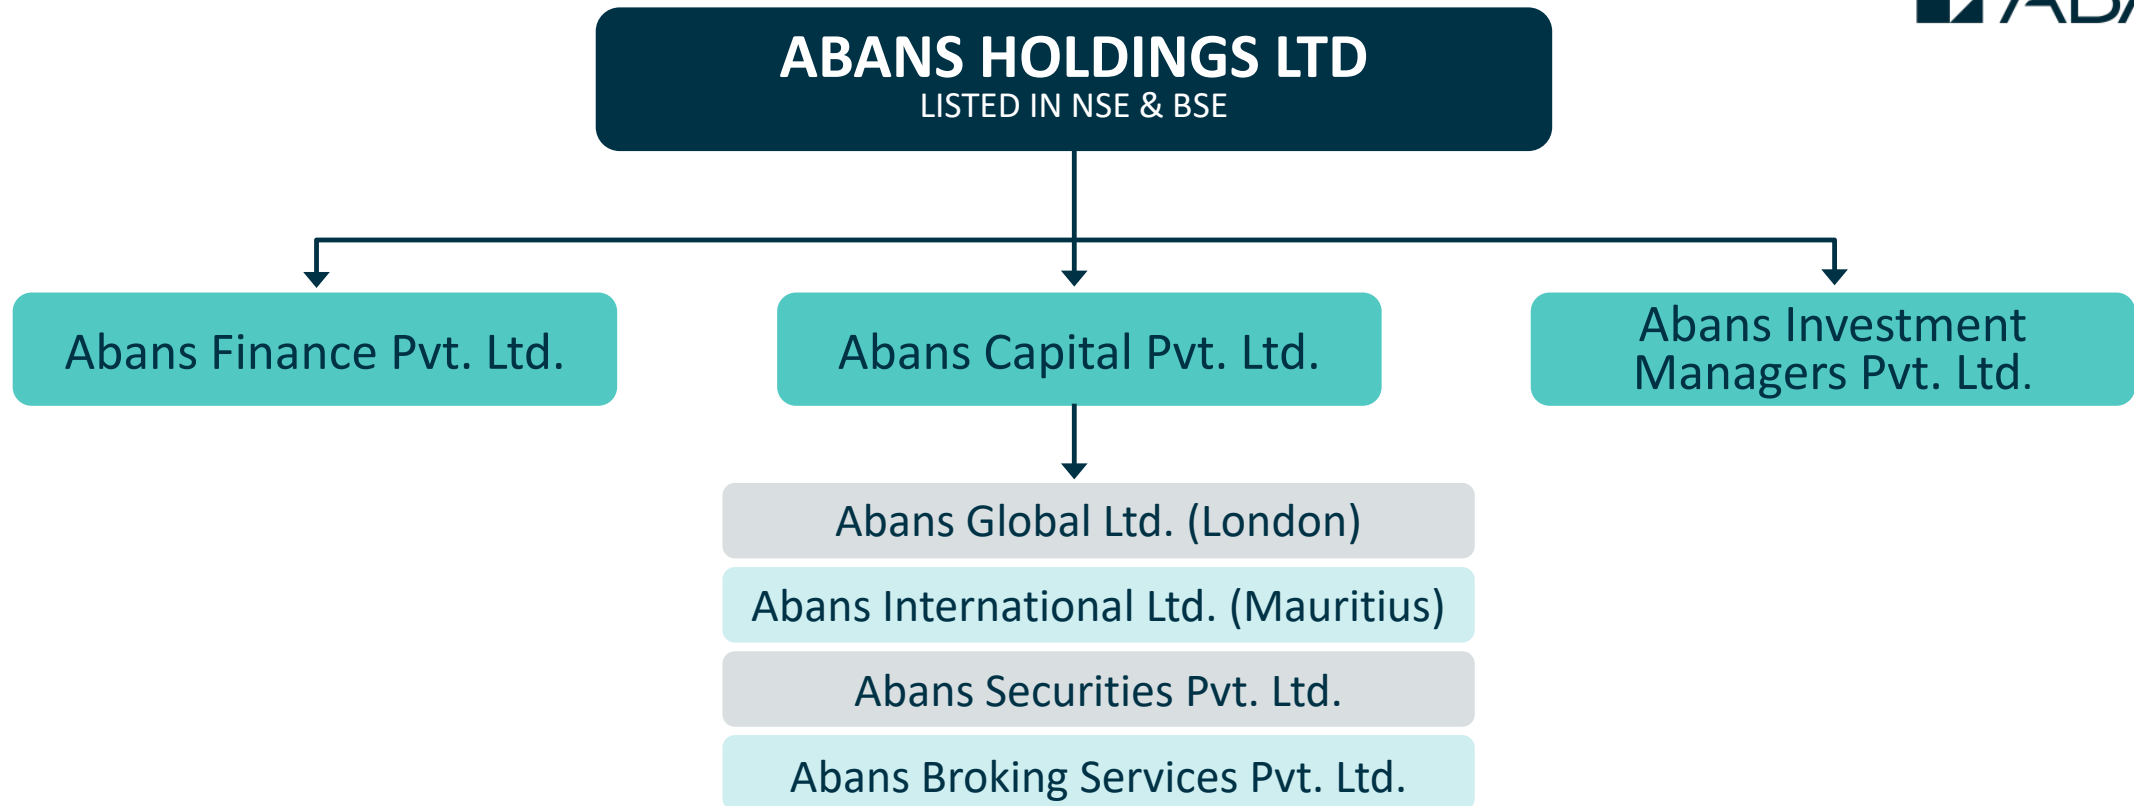 ABANS HOLDINGS LTD
LISTED IN NSE & BSE
Abans Finance Pvt. Ltd.
Abans Capital Pvt. Ltd.
Abans Investment
Managers Pvt. Ltd.
Abans Global Ltd. (London)
Abans International Ltd. (Mauritius)
Abans Securities Pvt. Ltd.
Abans Broking Services Pvt. Ltd.